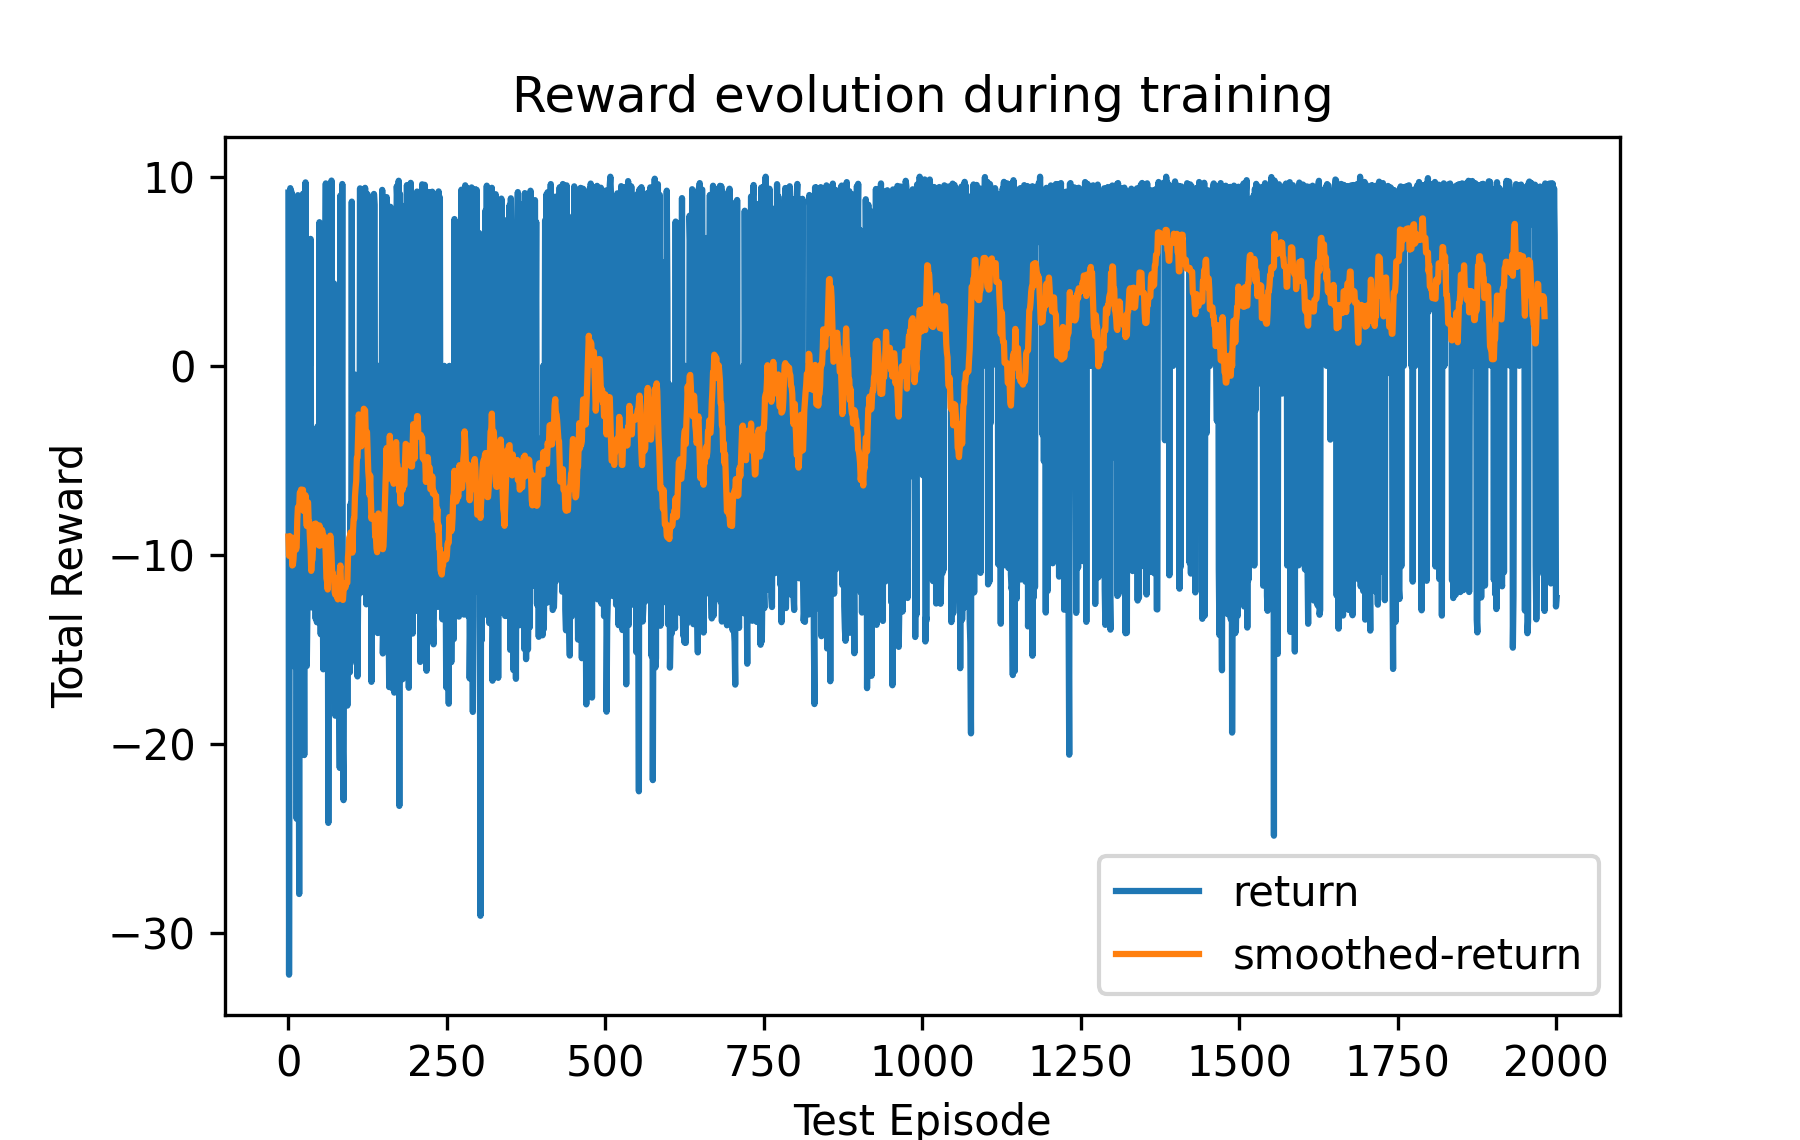 Reward evolution during training
10
0
−10
−20
−30
Total Reward
0 250 500 750 1000 1250 1500 1750 2000
Test Episode
return
smoothed-return